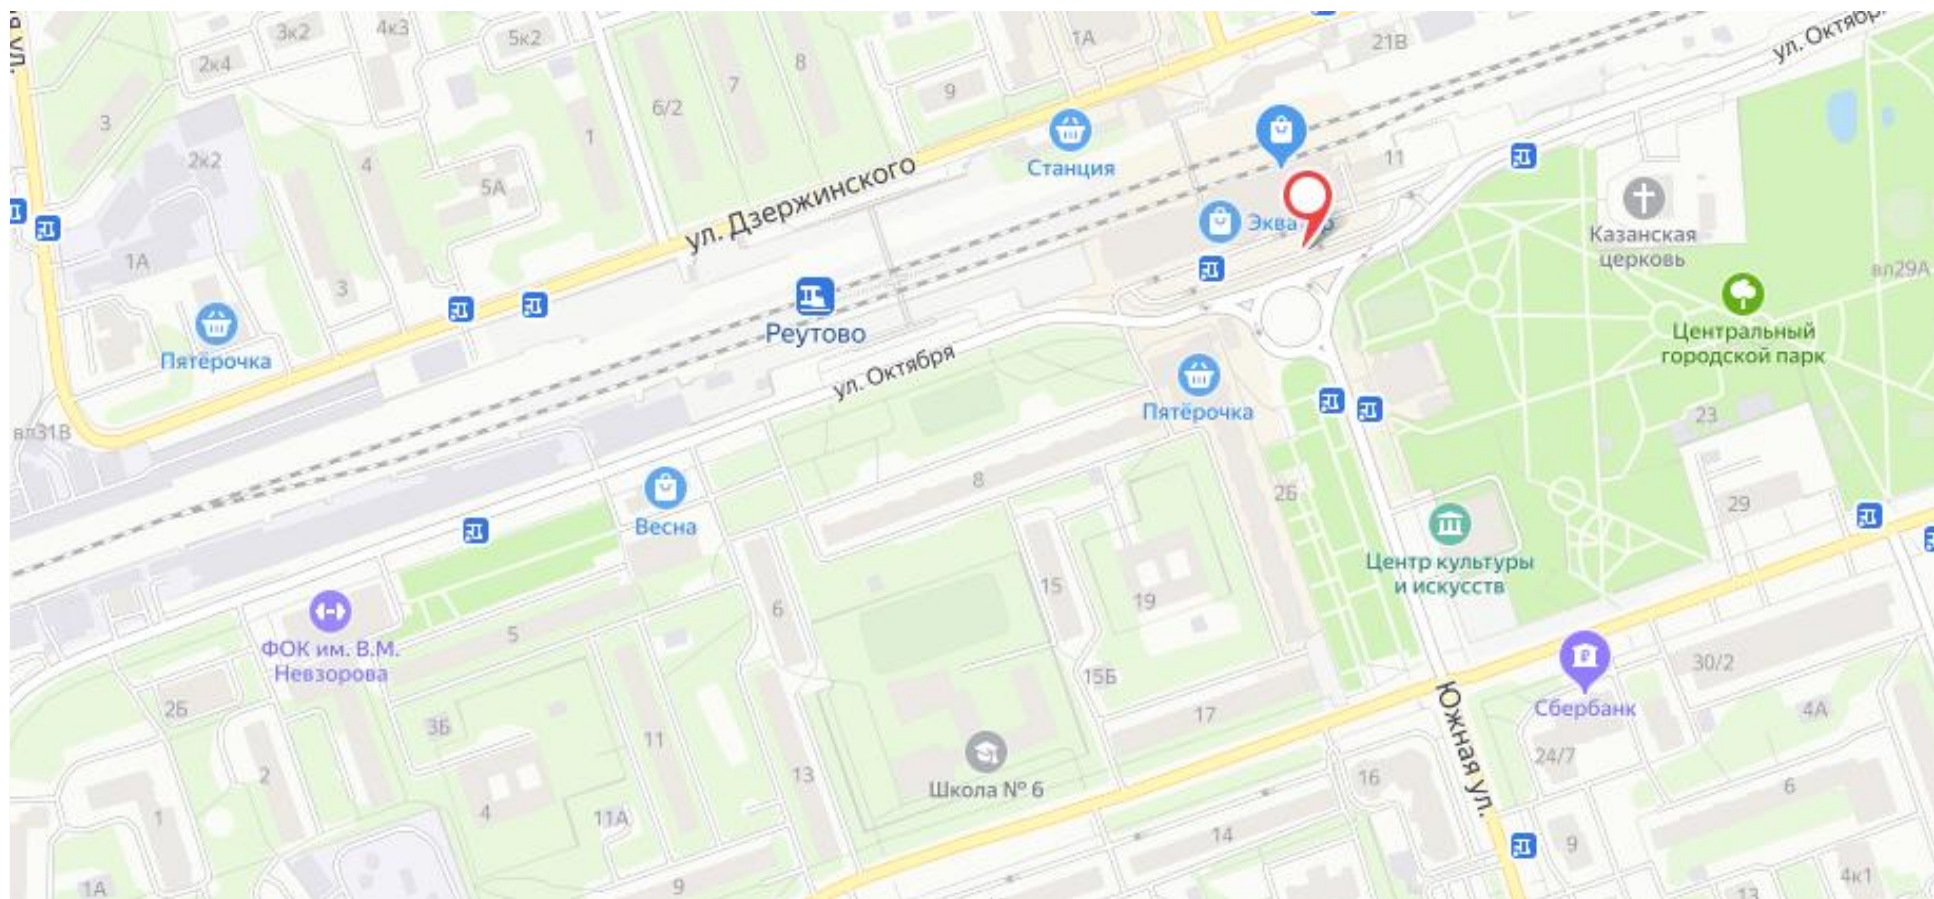 3к2
4к3
5к2
8
1А
21В
ул. Октября
2к4
7
6/2
9
3
1
2к2
4
5А
Станция
11
ул. Дзержинского
Казанская
церковь
Экватор
1А
3
вл29А
Пятёрочка
Реутово
Центральный
городской парк
ул. Октября
Пятёрочка
вл31В
23
8
2Б
29
Весна
Центр культуры
и искусств
15
19
6
5
ФОК им. В.М.
Невзорова
30/2
15Б
2Б
17
Сбербанк
4А
3Б
11
Южная ул.
24/7
2
13
Школа № 6
16
6
1
4
11А
14
9
1А
9
4к1
13